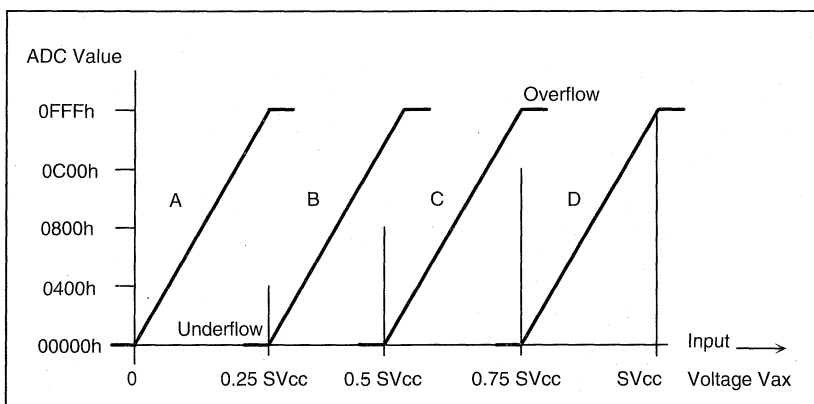 ADC Value
0FFFh
Overflow
0C00h
A
B
C
D
0800h
0400h
Underflow
00000h
Input
0
0.25 SVcc
0.5 SVcc
0.75 SVcc
SVcc
Voltage Vax